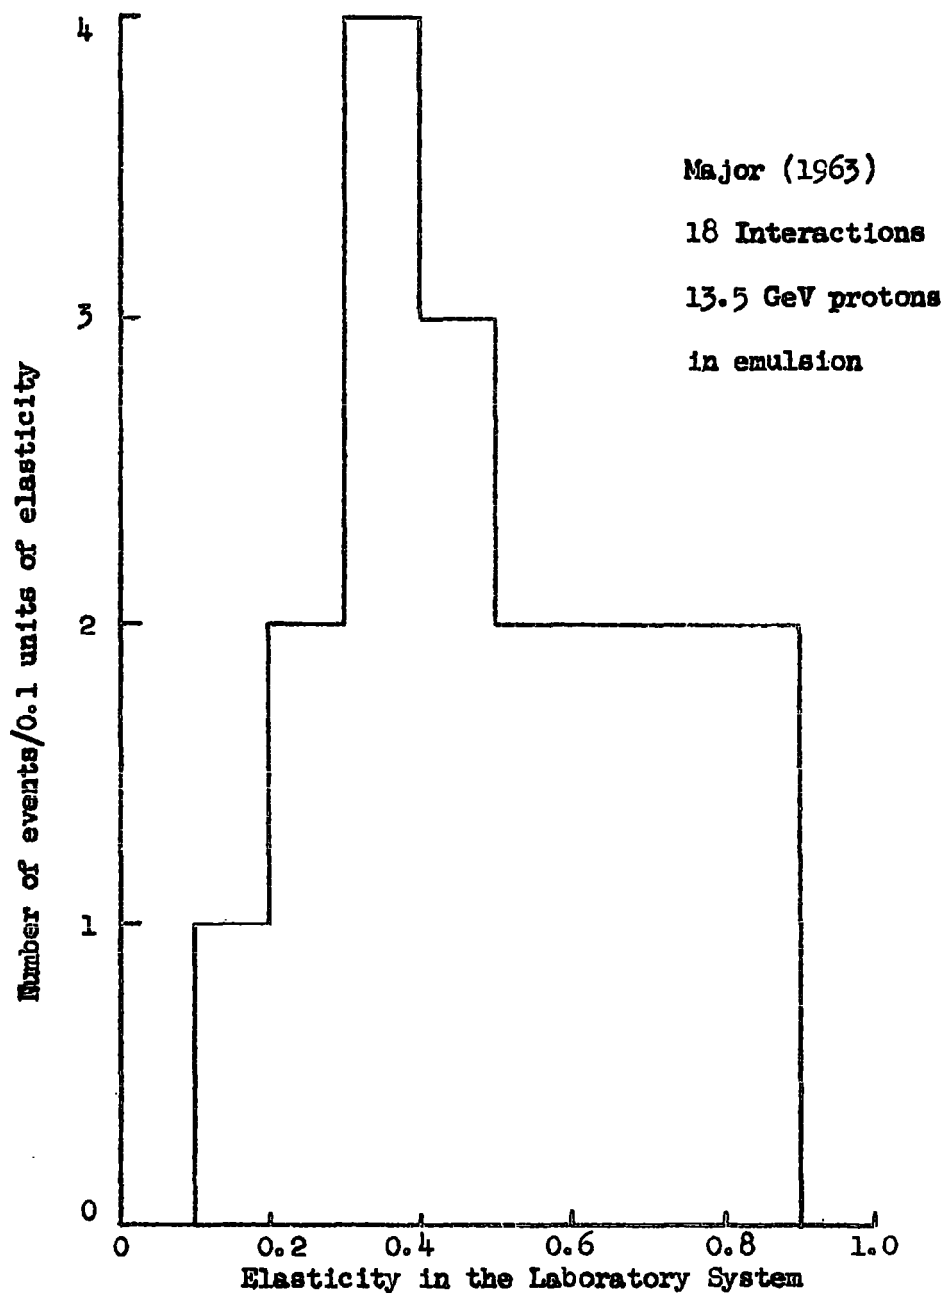 4
Major (1963)
18 Interactions
13.5 GeV protons
in emulsion
3
2
1
0
Number of events/0.1 units of elasticity
0 0.2 0.4 0.6 0.8 1.0
Elasticity in the Laboratory System